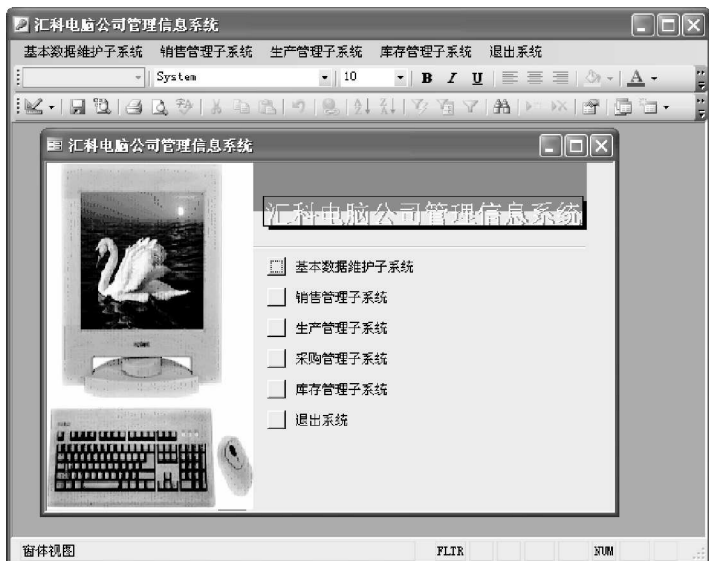 汇科电脑公司管理信息系统
基本数据维护子系统 销售管理子系统 生产管理子系统 库存管理子系统 退出系统
System 10 B I U A
汇科电脑公司管理信息系统
汇科电脑公司管理信息系统
基本数据维护子系统
销售管理子系统
生产管理子系统
采购管理子系统
库存管理子系统
退出系统
窗体视图 FLTR NUM